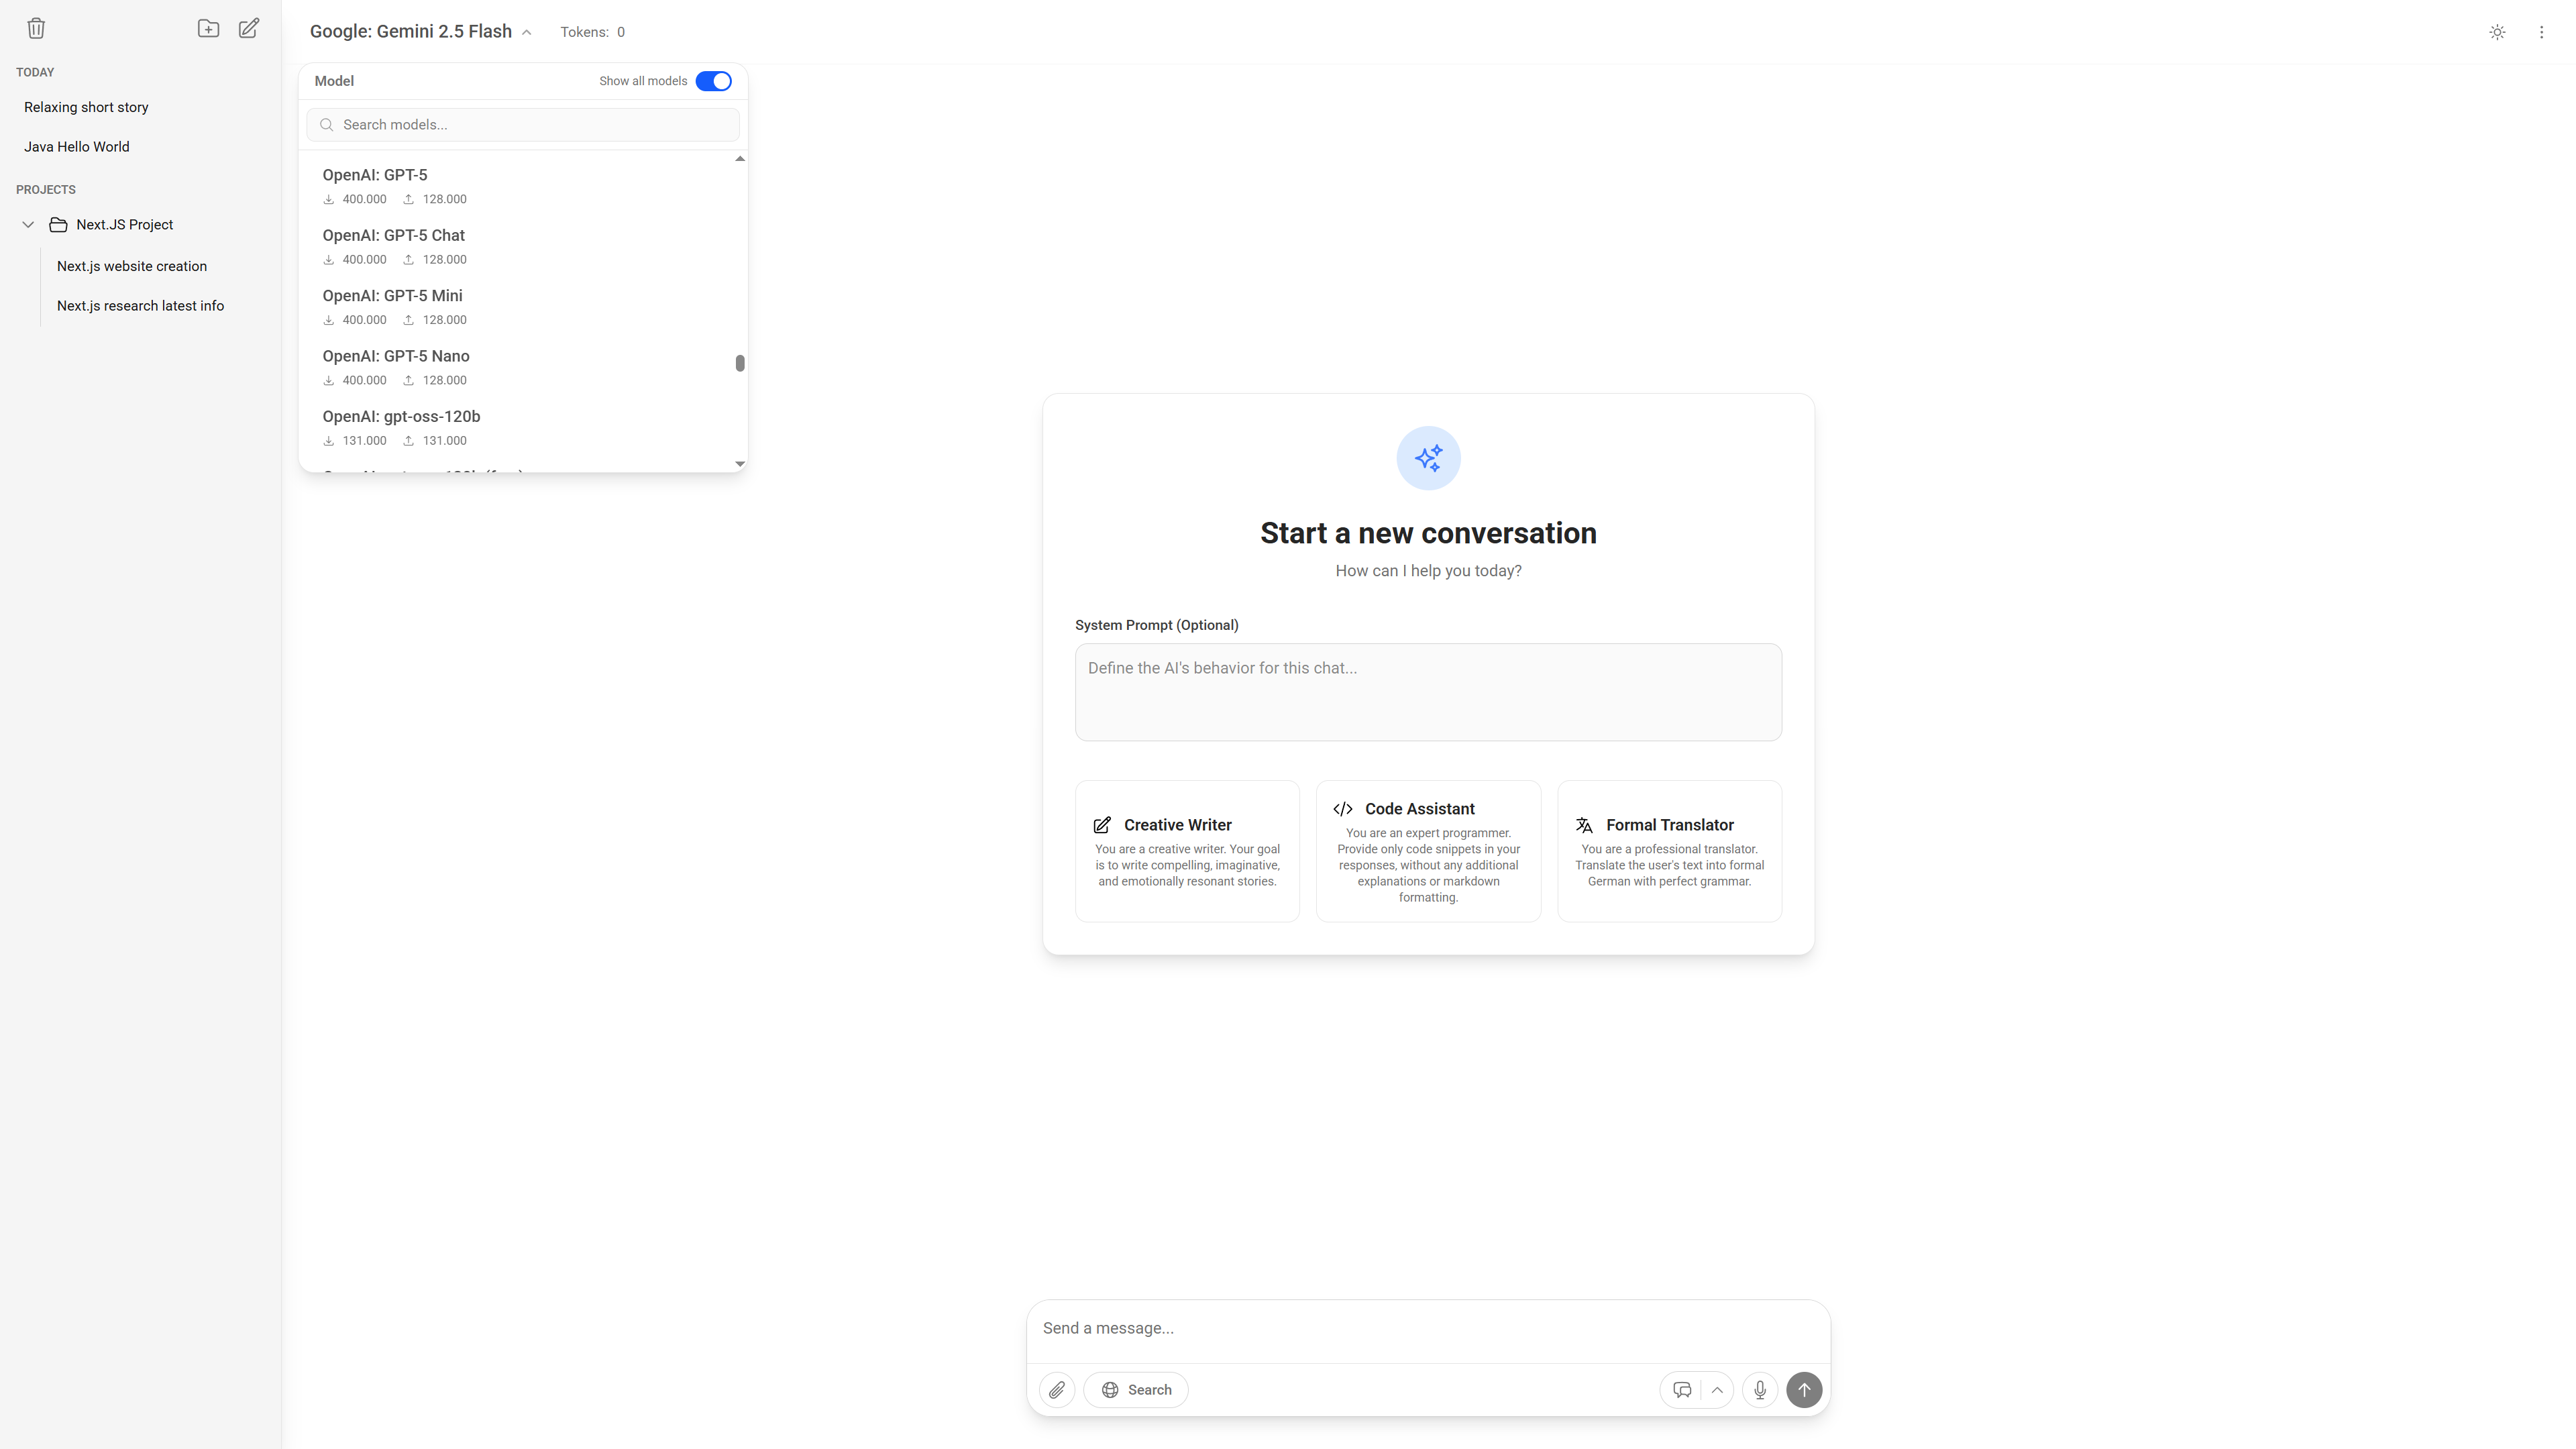 TODAY
Relaxing short story
Java Hello World
PROJECTS
Next.JS Project
Next.js website creation
Next.js research latest info
Google: Gemini 2.5 Flash
Tokens: 0
Model
Show all models
Search models...
OpenAI: GPT-5
400.000 128.000
OpenAI: GPT-5 Chat
400.000 128.000
OpenAI: GPT-5 Mini
400.000 128.000
OpenAI: GPT-5 Nano
400.000 128.000
OpenAI: gpt-oss-120b
131.000 131.000
Start a new conversation
How can I help you today?
System Prompt (Optional)
Define the AI's behavior for this chat...
Creative Writer
You are a creative writer. Your goal
is to write compelling, imaginative,
and emotionally resonant stories.
Code Assistant
You are an expert programmer.
Provide only code snippets in your
responses, without any additional
explanations or markdown
formatting.
Formal Translator
You are a professional translator.
Translate the user's text into formal
German with perfect grammar.
Send a message...
Search